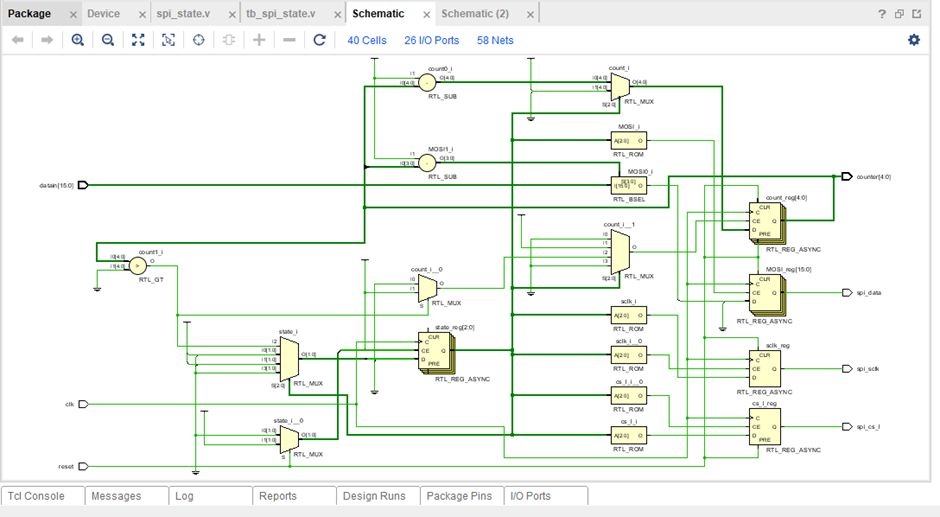 Package × Device × spi_state.v × tb_spi_state.v × Schematic × Schematic (2) × ?
40 Cells 26 I/O Ports 58 Nets
count0_i
I1
I0[4:0]
O[4:0]
-
RTL_SUB
count_i
I0[4:0]
I1[4:0]
O[4:0]
S[2:0]
RTL_MUX
MOSI1_i
I1
I0[3:0]
O[3:0]
-
RTL_SUB
MOSI_i
A[2:0] O
RTL_ROM
MOSI0_i
S[3:0]
I[15:0] O
RTL_BSEL
datain[15:0]
counter[4:0]
count_reg[4:0]
CLR
C
CE Q
D
PRE
RTL_REG_ASYNC
count_i__1
I0
I1
I2
I3
O
S[2:0]
RTL_MUX
count1_i
I0[4:0]
I1[4:0]
O
>
RTL_GT
count_i__0
I0
I1
O
S
RTL_MUX
MOSI_reg[15:0]
CLR
C
CE Q
D
RTL_REG_ASYNC
spi_data
sclk_i
A[2:0] O
RTL_ROM
state_i
I2
I0[1:0]
I1[1:0]
I3[1:0]
O[1:0]
S[2:0]
RTL_MUX
state_reg[2:0]
CLR
C
CE Q
D
PRE
RTL_REG_ASYNC
sclk_i__0
A[2:0] O
RTL_ROM
sclk_reg
CLR
C
CE Q
D
RTL_REG_ASYNC
spi_sclk
cs_l_i__0
A[2:0] O
RTL_ROM
clk
cs_l_reg
C
CE Q
D
PRE
RTL_REG_ASYNC
spi_cs_l
state_i__0
I0[1:0]
I1[1:0]
O[1:0]
S
RTL_MUX
cs_l_i
A[2:0] O
RTL_ROM
reset
Tcl Console Messages Log Reports Design Runs Package Pins I/O Ports